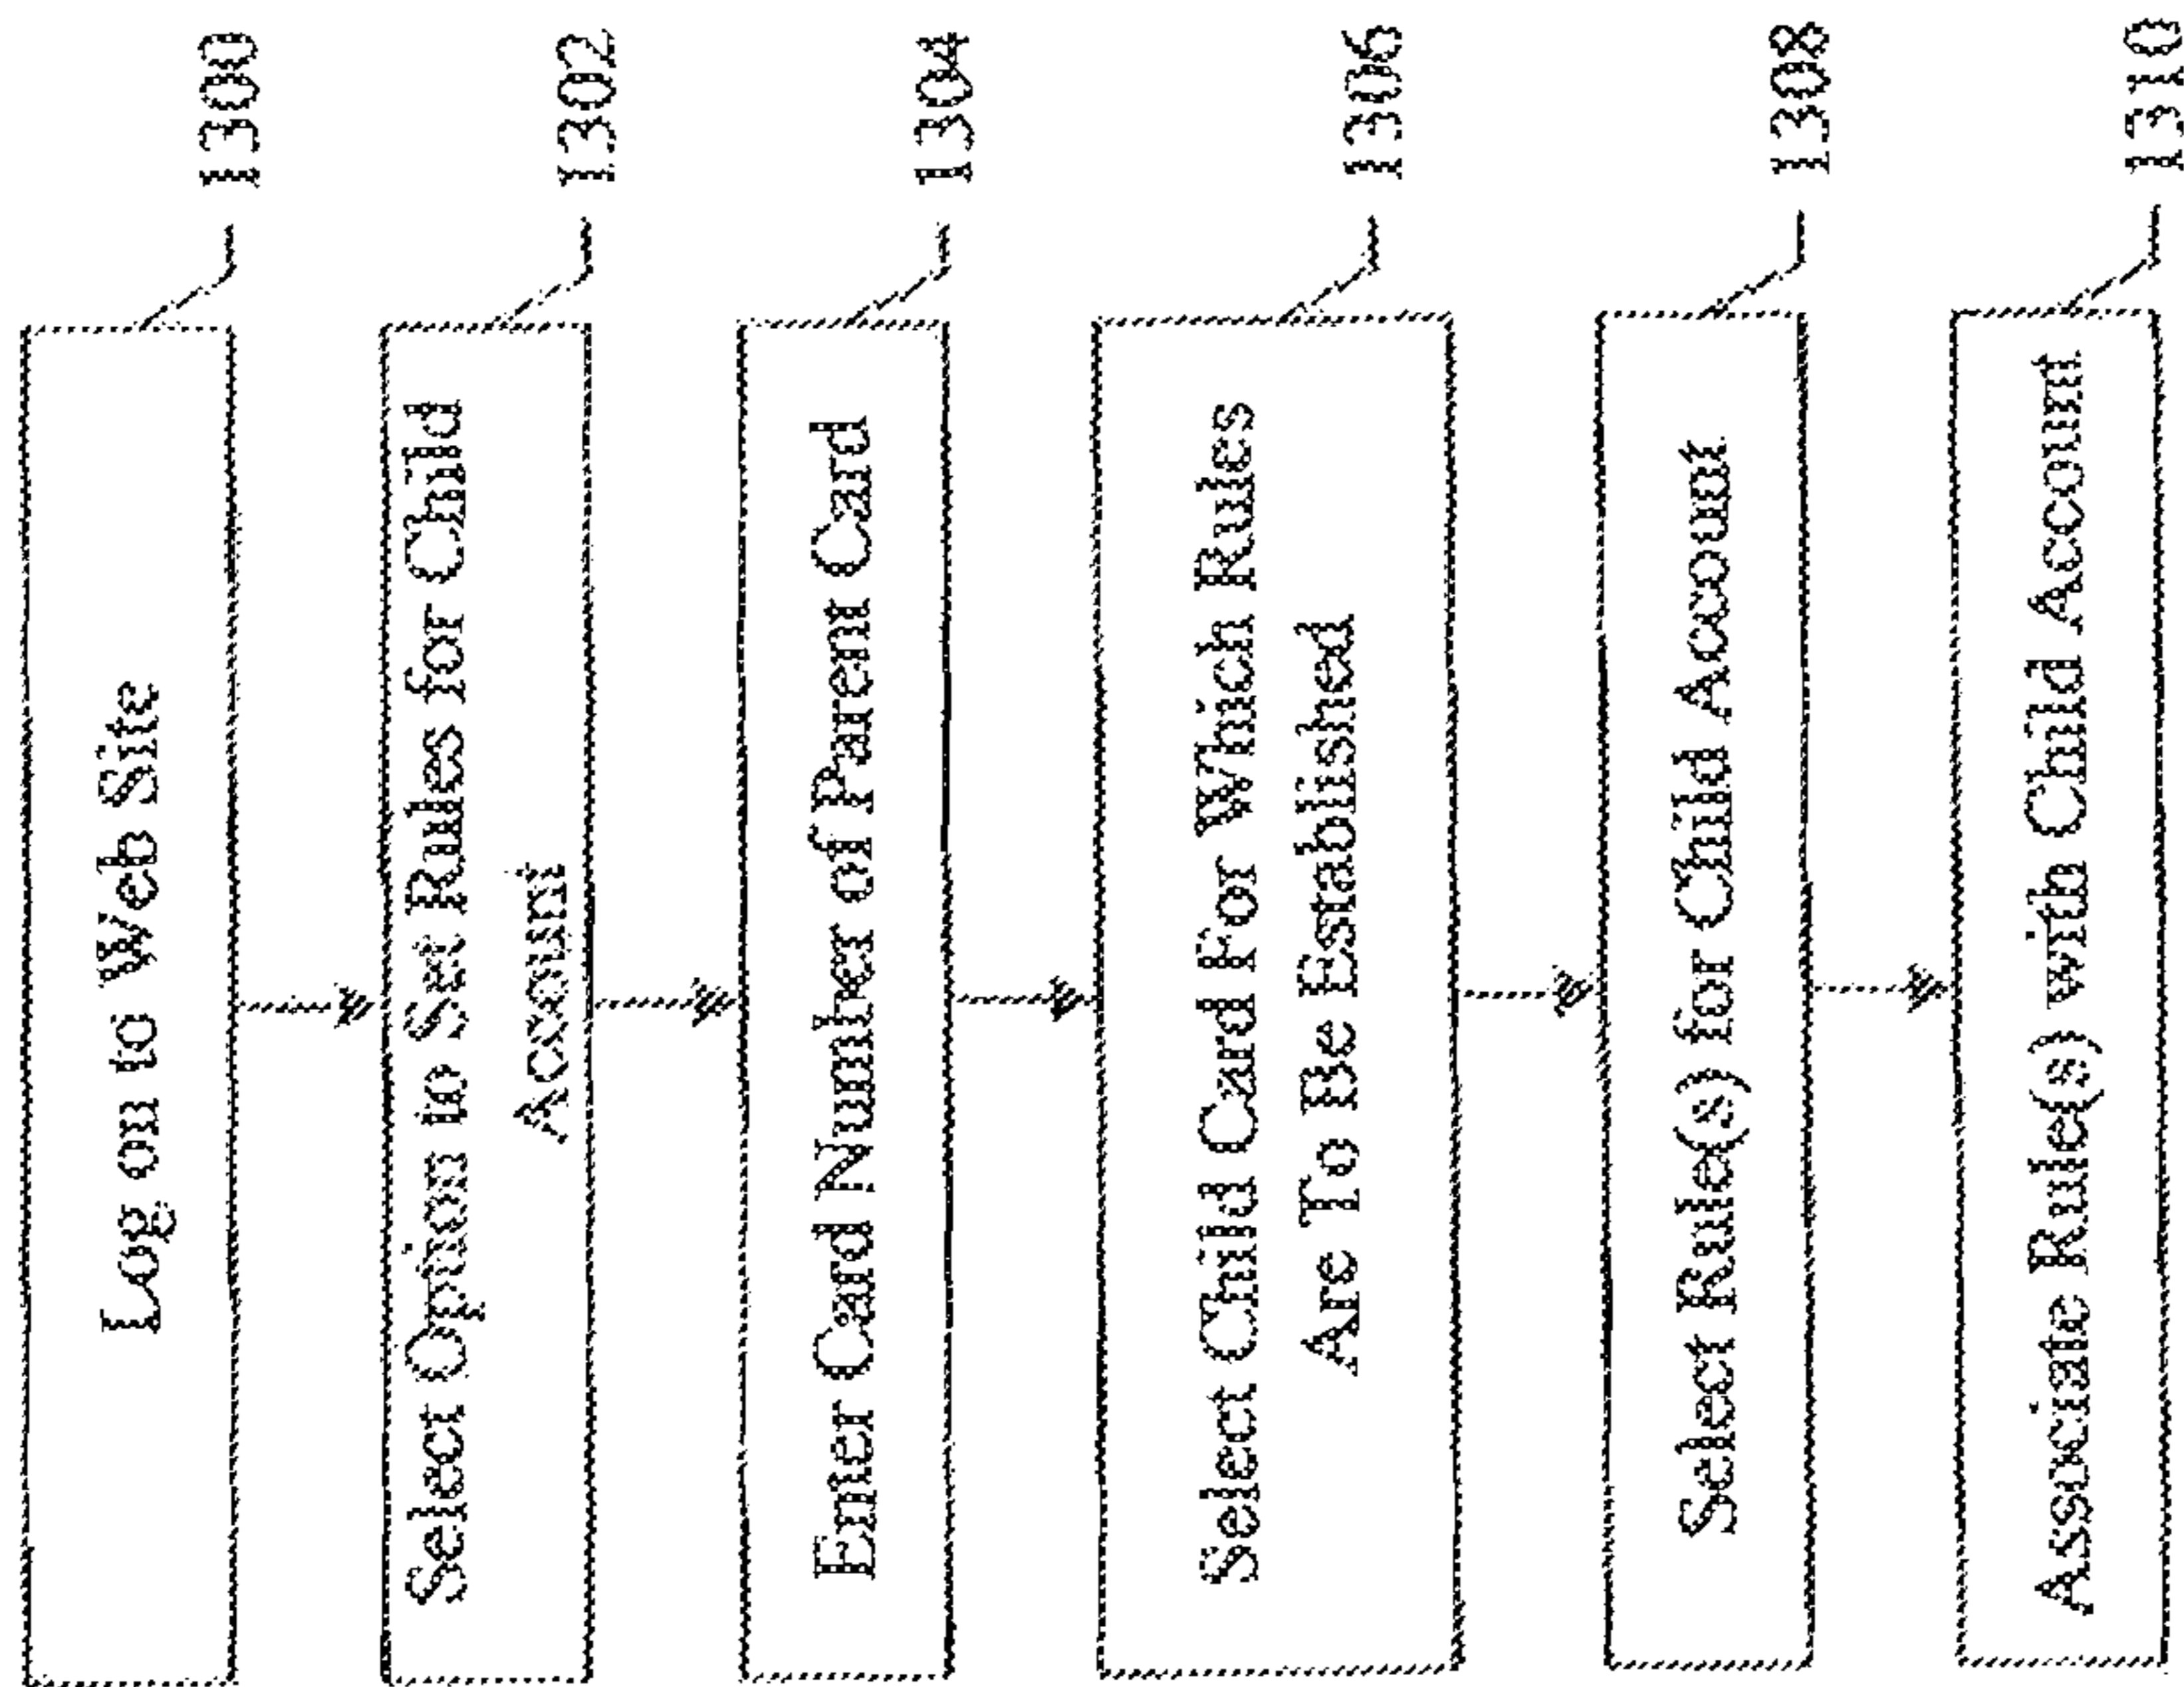 Log on to Web Site
1300
Select Option to Set Rules for Child
Account
1302
Enter Card Number of Parent Card
1304
Select Child Card For Which Rules
Are To Be Established
1306
Select Rule(s) for Child Account
1308
Associate Rule(s) with Child Account
1310